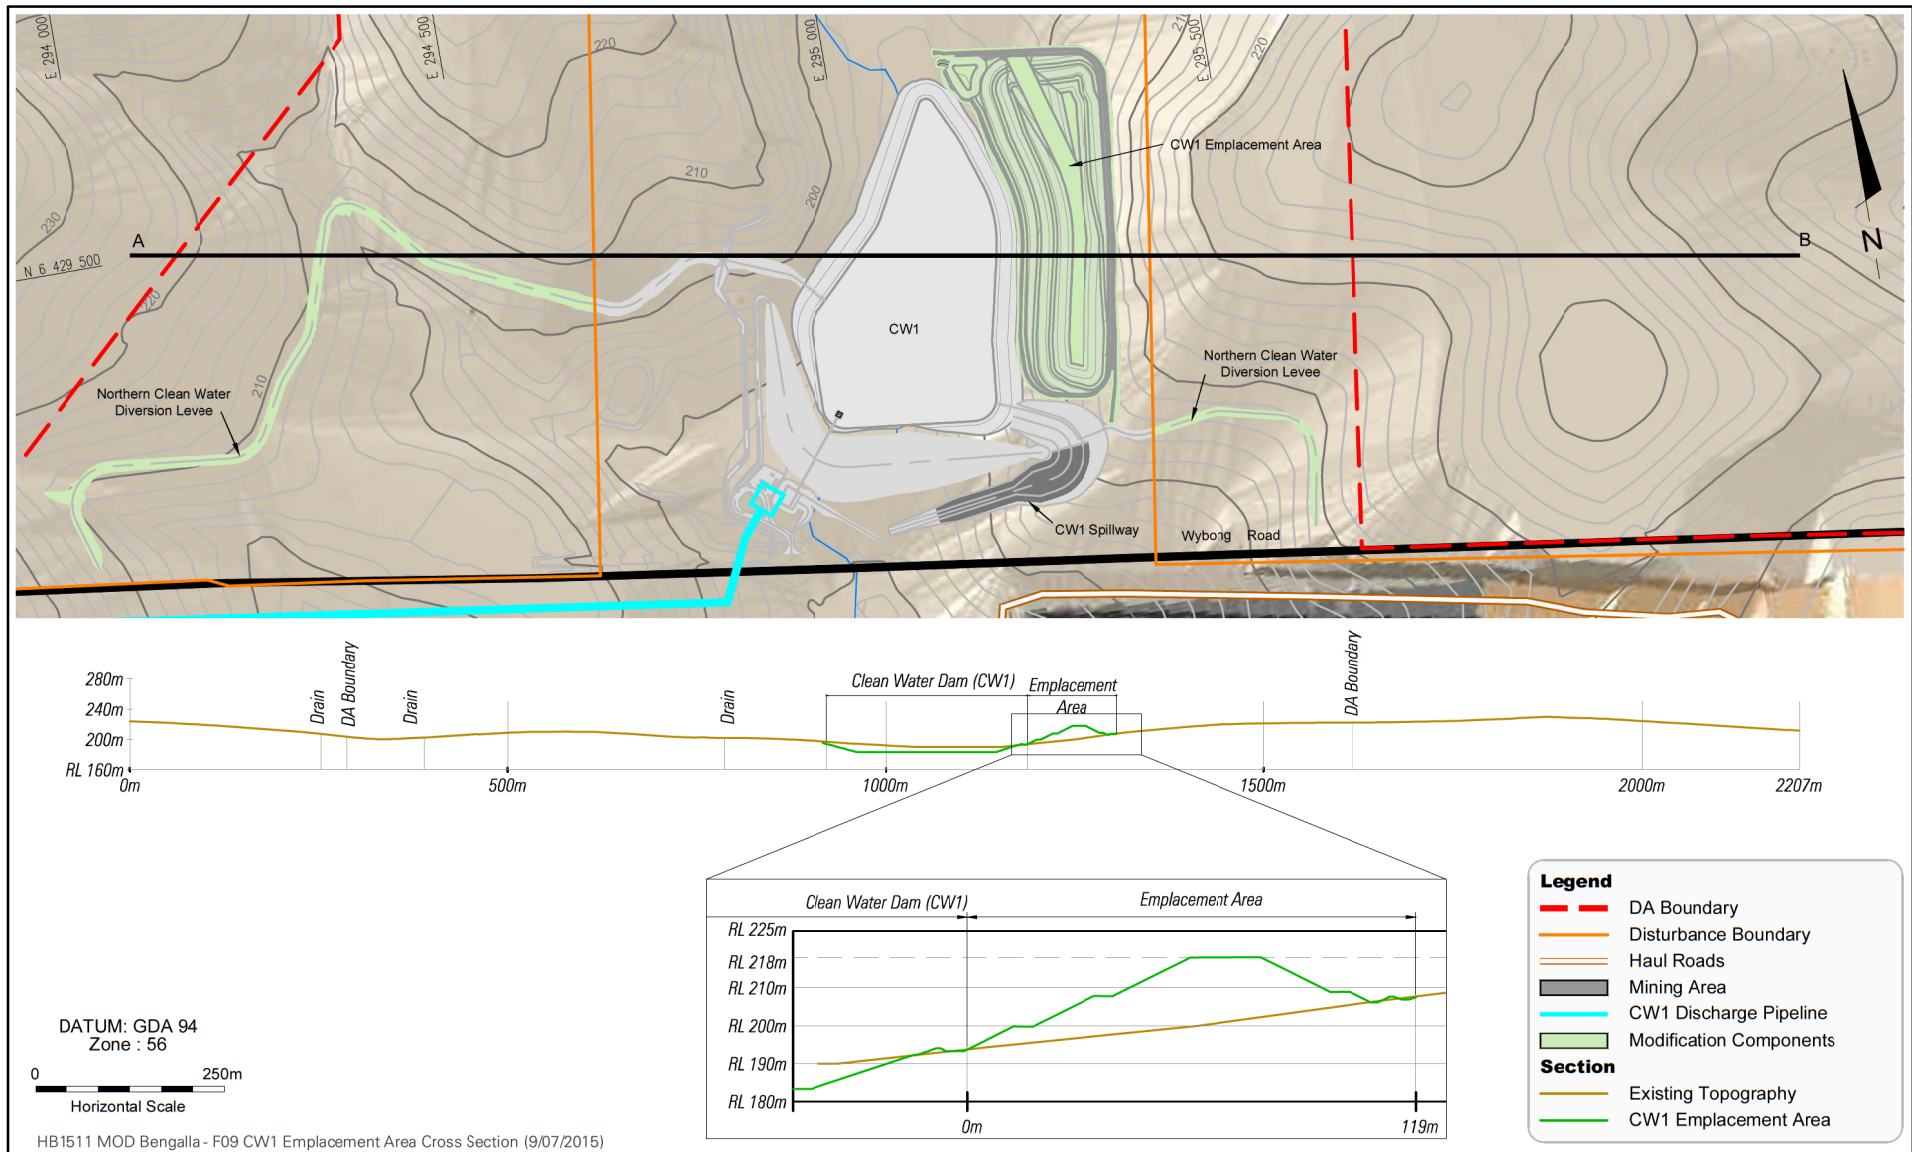 E 294 000
E 294 500
220
E 295 000
210
E 295 500
220
CW1 Emplacement Area
210
200
230
A
B
N 6 429 500
N
220
CW1
Northern Clean Water
Diversion Levee
210
Northern Clean Water
Diversion Levee
CW1 Spillway
Wybong Road
280m
240m
200m
RL 160m
Drain
DA Boundary
Drain
Drain
Clean Water Dam (CW1)
Emplacement
Area
DA Boundary
0m
500m
1000m
1500m
2000m
2207m
Clean Water Dam (CW1)
Emplacement Area
RL 225m
RL 218m
RL 210m
RL 200m
RL 190m
RL 180m
0m
119m
DATUM: GDA 94
Zone : 56
0
250m
Horizontal Scale
Legend
DA Boundary
Disturbance Boundary
Haul Roads
Mining Area
CW1 Discharge Pipeline
Modification Components
Section
Existing Topography
CW1 Emplacement Area
HB1511 MOD Bengalla - F09 CW1 Emplacement Area Cross Section (9/07/2015)